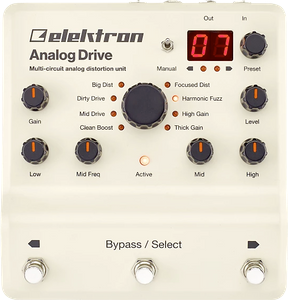 Out In
elektron
Analog Drive
Multi-circuit analog distortion unit
Manual
07
Preset
Big Dist
Focused Dist
Dirty Drive
Harmonic Fuzz
Mid Drive
High Gain
Clean Boost
Thick Gain
Gain
Level
Low
Mid Freq
Active
Mid
High
Bypass / Select